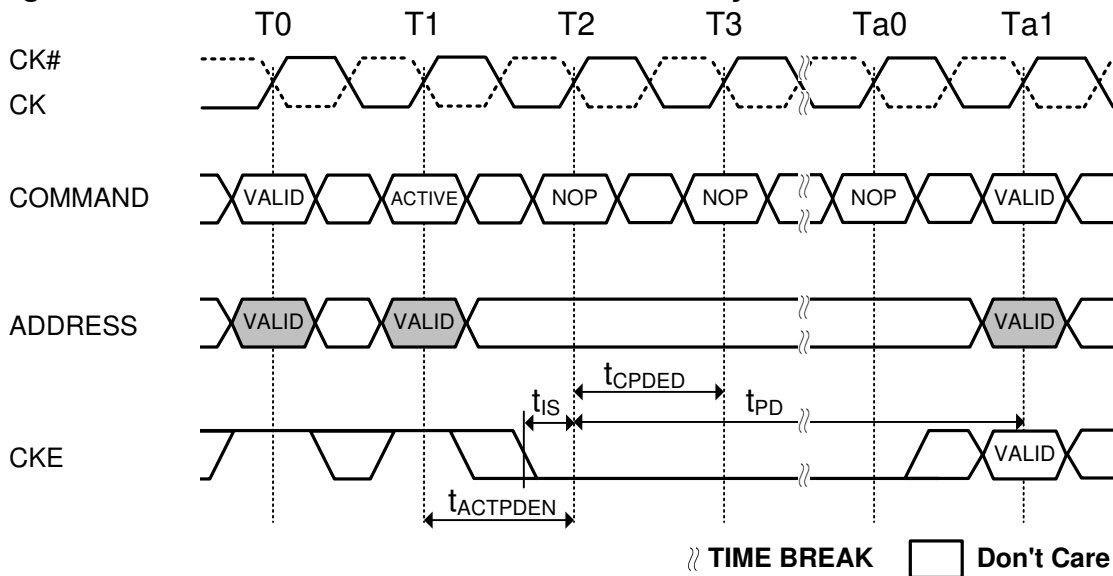 T0 T1 T2 T3 Ta0 Ta1
CK#
CK
COMMAND VALID ACTIVE NOP NOP NOP VALID
ADDRESS VALID VALID VALID
tCPDED
tIS tPD
CKE VALID
tACTPDEN
TIME BREAK Don't Care